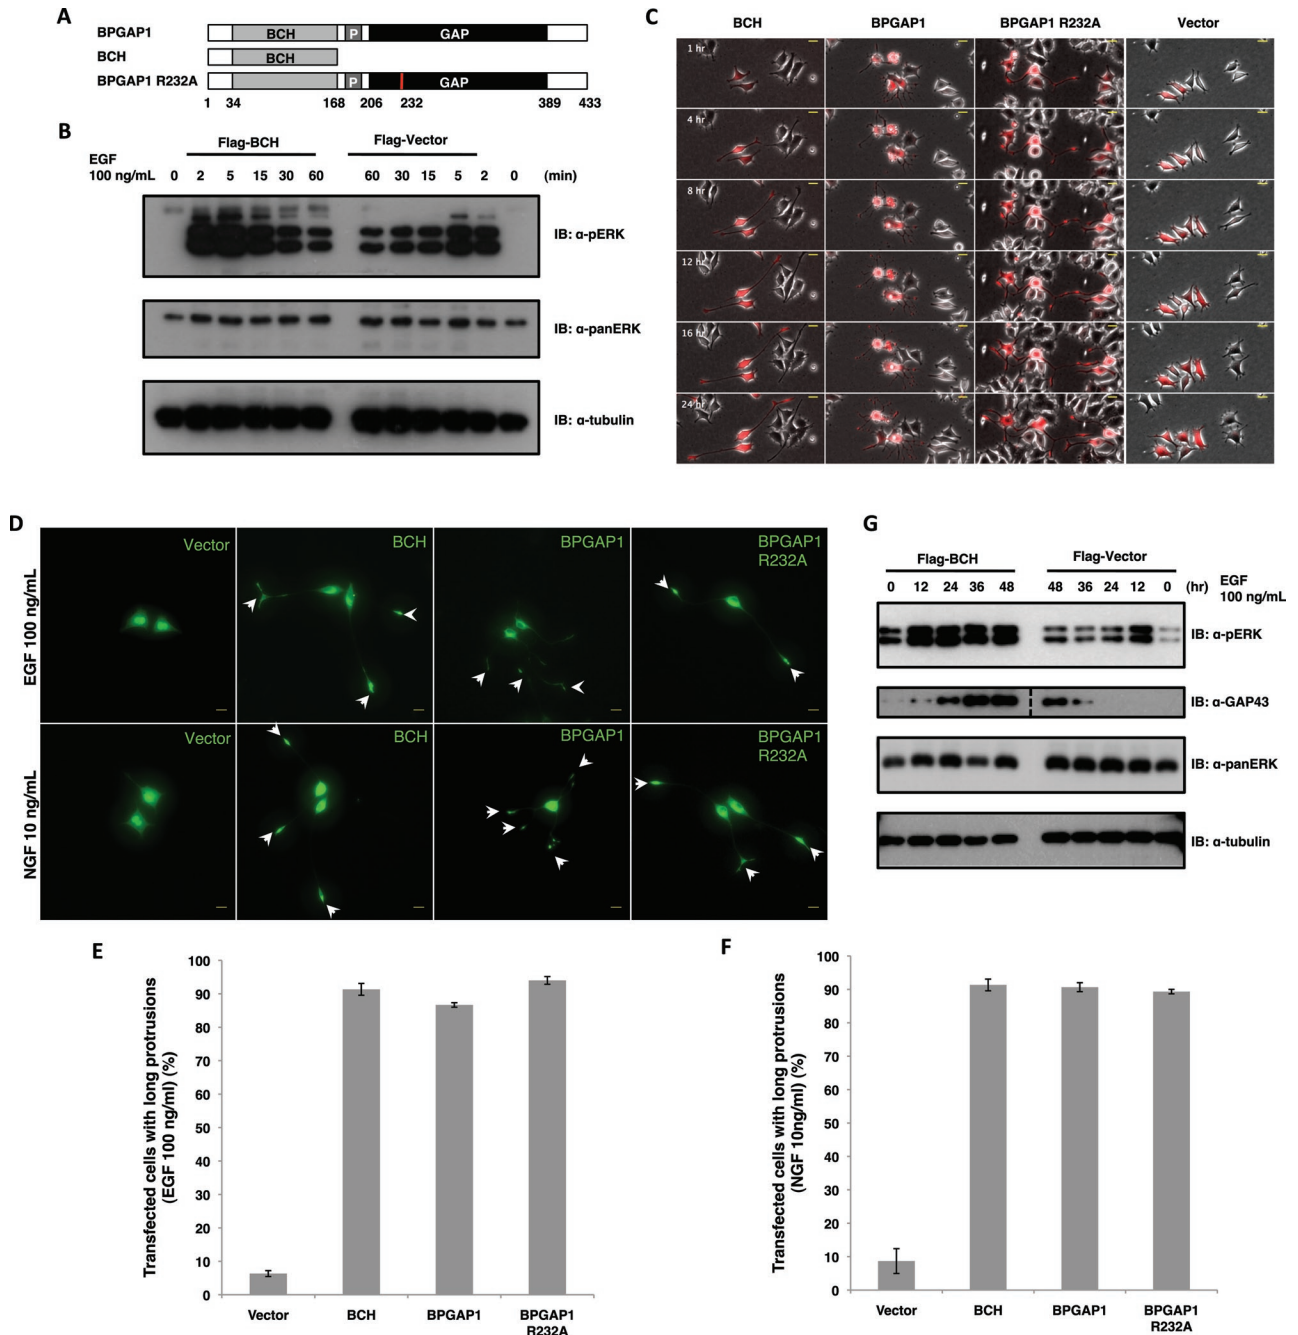 A
BPGAP1
BCH
P
GAP
BCH
BCH
BPGAP1 R232A
BCH
P
GAP
1 34 168 206 232 389 433
B
Flag-BCH Flag-Vector
EGF
100 ng/mL 0 2 5 15 30 60 60 30 15 5 2 0 (min)
IB: α-pERK
IB: α-panERK
IB: α-tubulin
C
BCH BPGAP1 BPGAP1 R232A Vector
1 hr
4 hr
8 hr
12 hr
16 hr
24 hr
D
EGF 100 ng/mL
Vector
BCH
BPGAP1
BPGAP1
R232A
NGF 10 ng/mL
Vector
BCH
BPGAP1
BPGAP1
R232A
G
Flag-BCH Flag-Vector
0 12 24 36 48 (hr) 48 36 24 12 0 EGF
100 ng/mL
IB: α-pERK
IB: α-GAP43
IB: α-panERK
IB: α-tubulin
E
Transfected cells with long protrusions
(EGF 100 ng/ml) (%)
100
90
80
70
60
50
40
30
20
10
0
Vector BCH BPGAP1 BPGAP1
R232A
F
Transfected cells with long protrusions
(NGF 10ng/ml) (%)
100
90
80
70
60
50
40
30
20
10
0
Vector BCH BPGAP1 BPGAP1
R232A